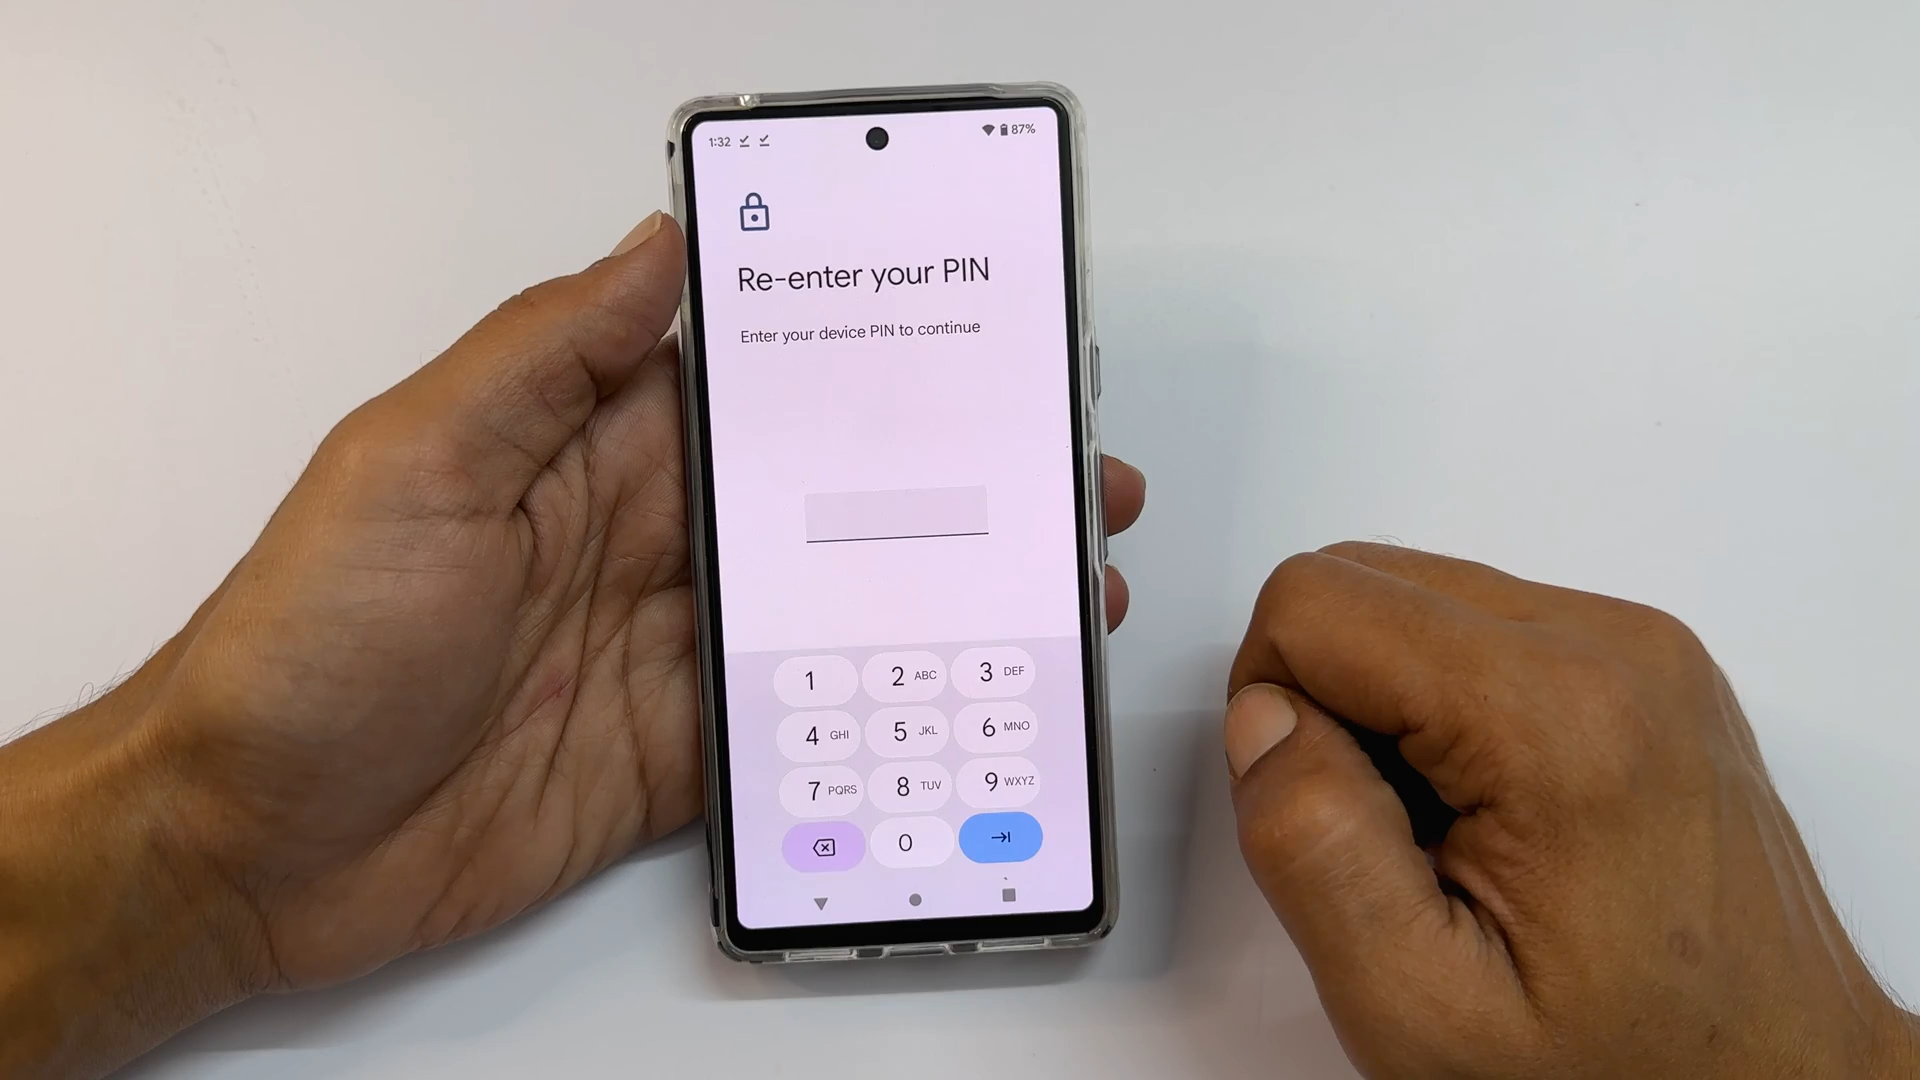 1:32 87%
Re-enter your PIN
Enter your device PIN to continue
1 2 ABC 3 DEF
4 GHI 5 JKL 6 MNO
7 PQRS 8 TUV 9 WXYZ
0